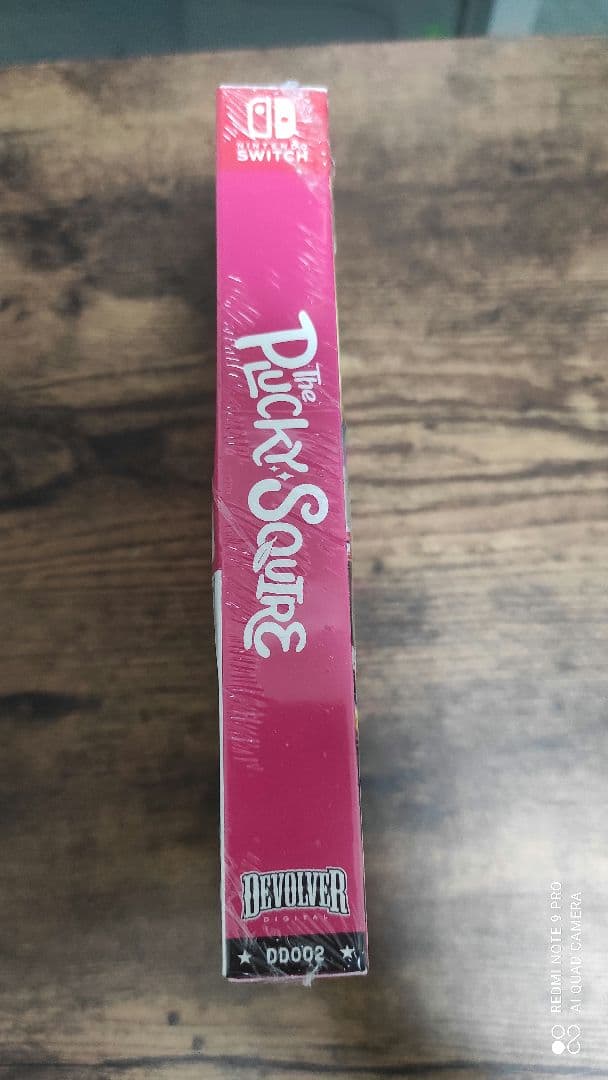 NINTENDO
SWITCH
The
PLUCKY SQUIRE
DEVOLVER
DIGITAL
DD002
REDMI NOTE 9 PRO
AI QUAD CAMERA